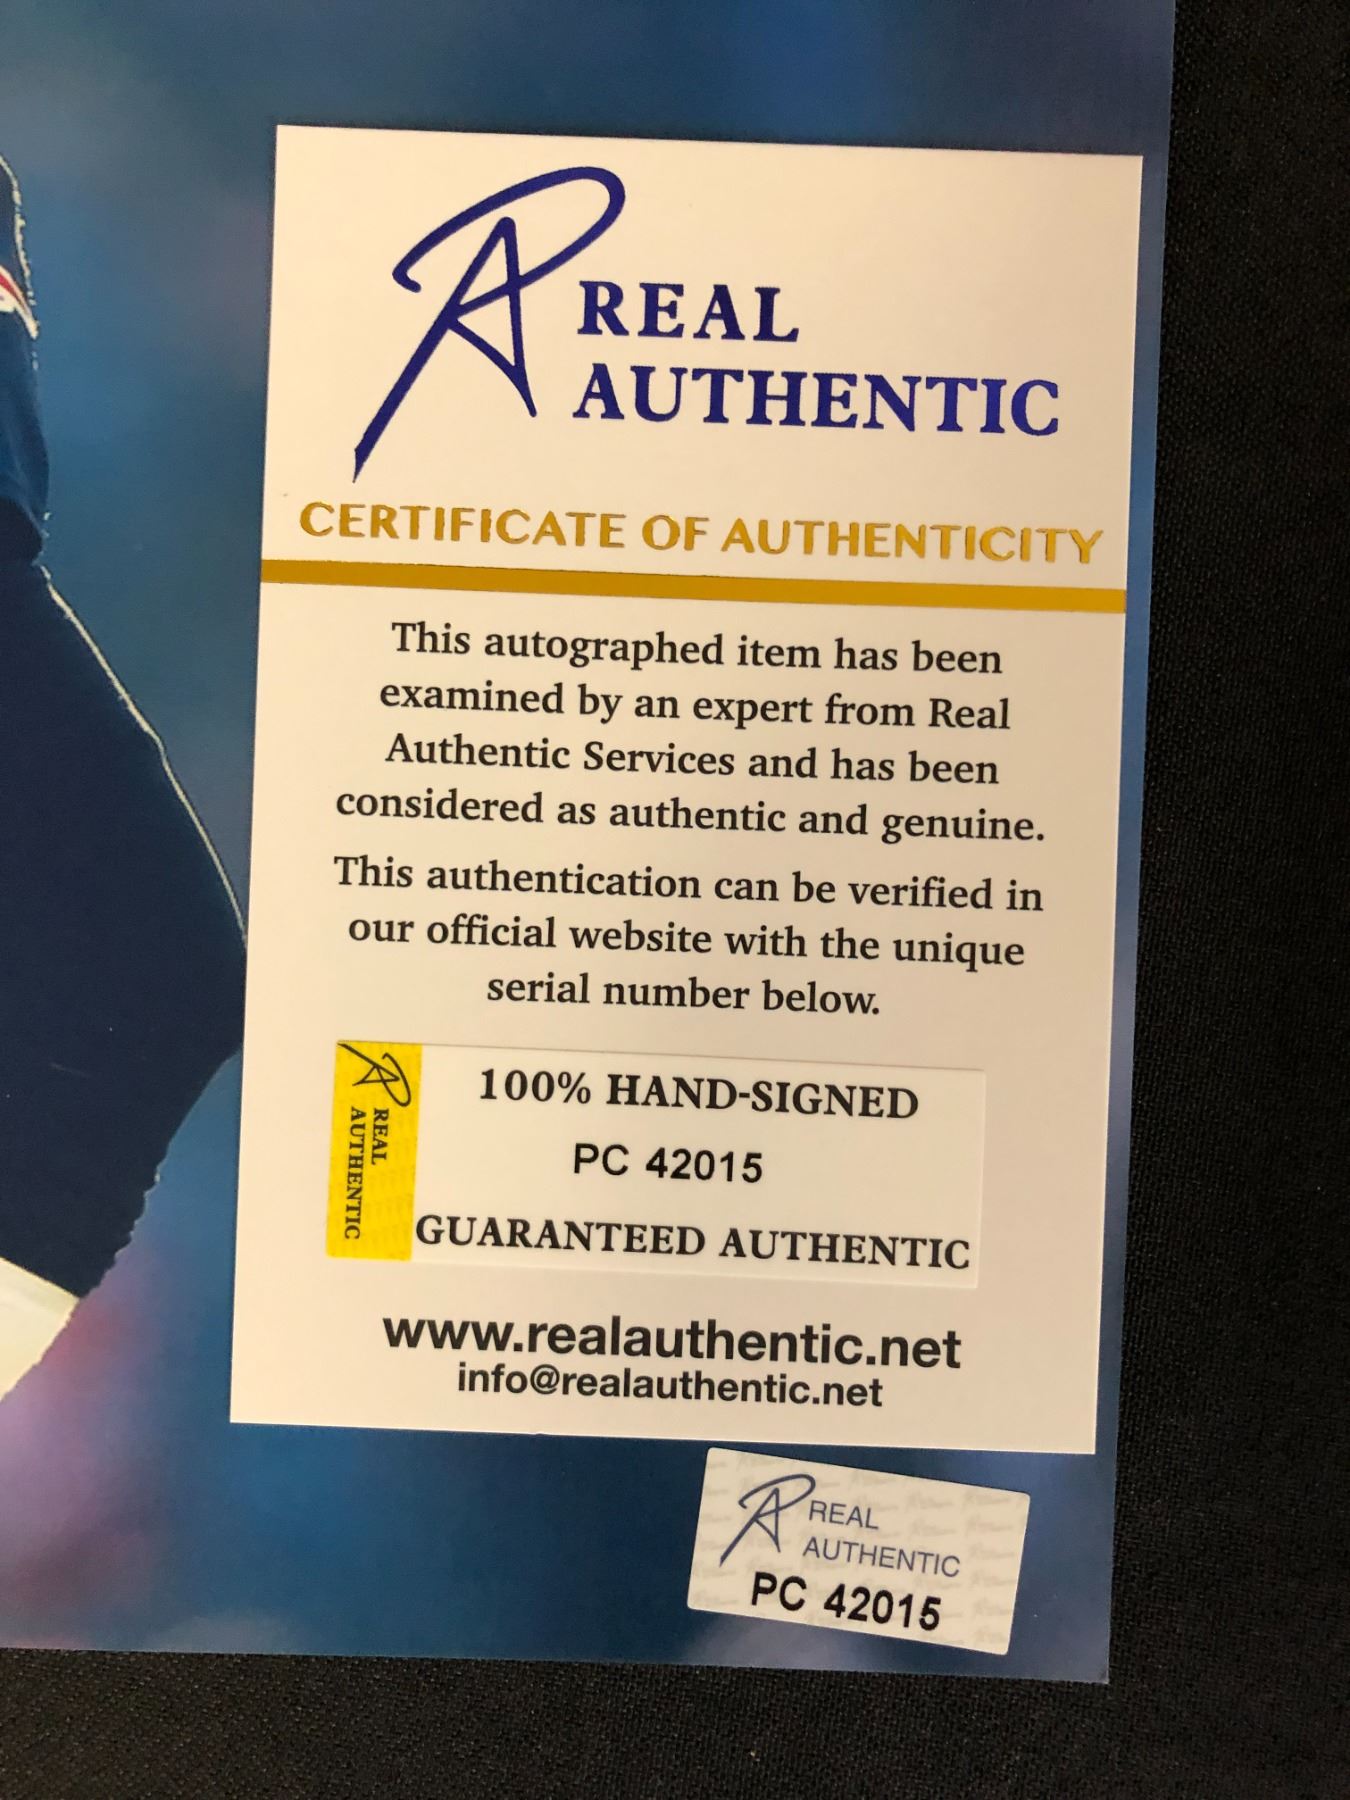 REAL
AUTHENTIC
CERTIFICATE OF AUTHENTICITY
This autographed item has been
examined by an expert from Real
Authentic Services and has been
considered as authentic and genuine.
This authentication can be verified in
our official website with the unique
serial number below.
REAL
AUTHENTIC
100% HAND-SIGNED
PC 42015
GUARANTEED AUTHENTIC
www.realauthentic.net
info@realauthentic.net
REAL
AUTHENTIC
PC 42015